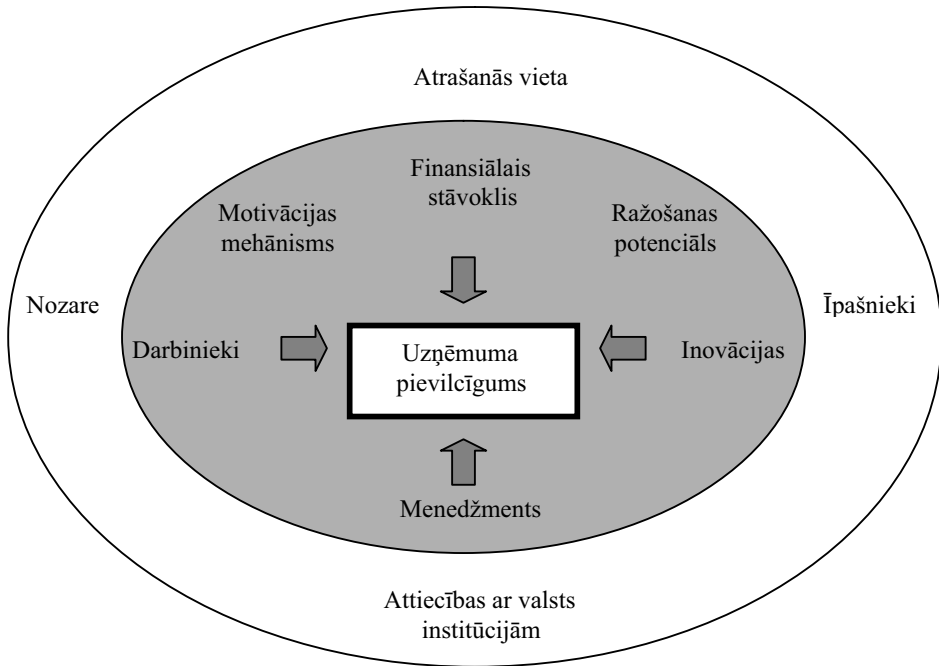 Atrašanās vieta
Finansiālais
stāvoklis
Motivācijas
mehānisms
Ražošanas
potenciāls
Nozare
Īpašnieki
Darbinieki
Uzņēmuma
pievilcīgums
Inovācijas
Menedžments
Attiecības ar valsts
institūcijām